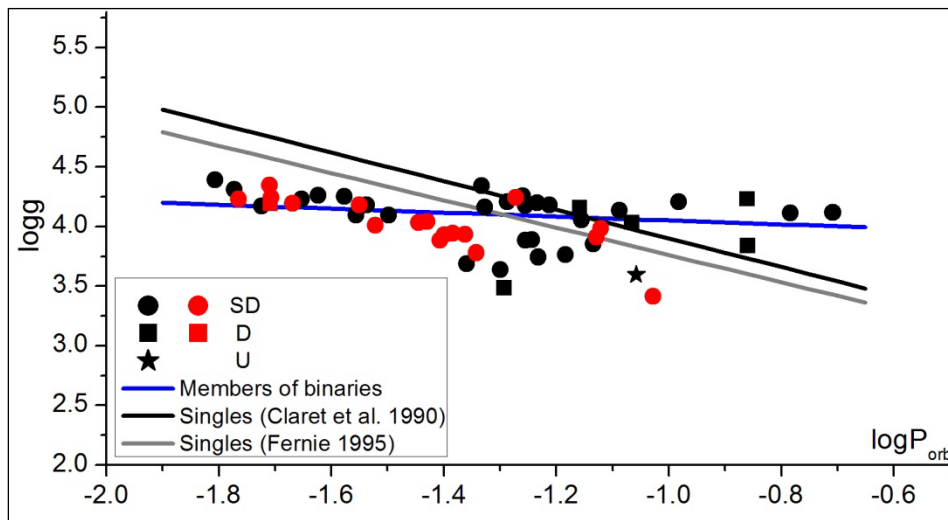 5.5
5.0
4.5
4.0
3.5
3.0
2.5
2.0
logg
SD
D
U
Members of binaries
Singles (Claret et al. 1990)
Singles (Fernie 1995)
logP_orb
-2.0 -1.8 -1.6 -1.4 -1.2 -1.0 -0.8 -0.6